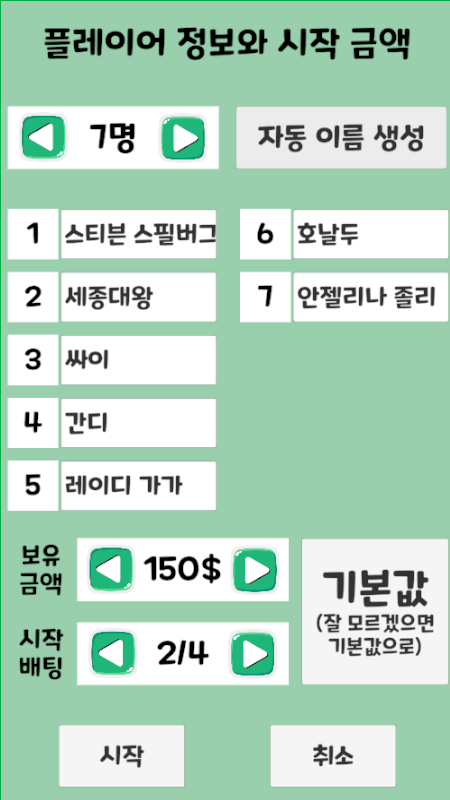 플레이어 정보와 시작 금액
7명
자동 이름 생성
1 스티븐 스필버그
2 세종대왕
3 싸이
4 간디
5 레이디 가가
6 호날두
7 안젤리나 졸리
보유
금액
150$
시작
배팅
2/4
기본값
(잘 모르겠으면
기본값으로)
시작
취소